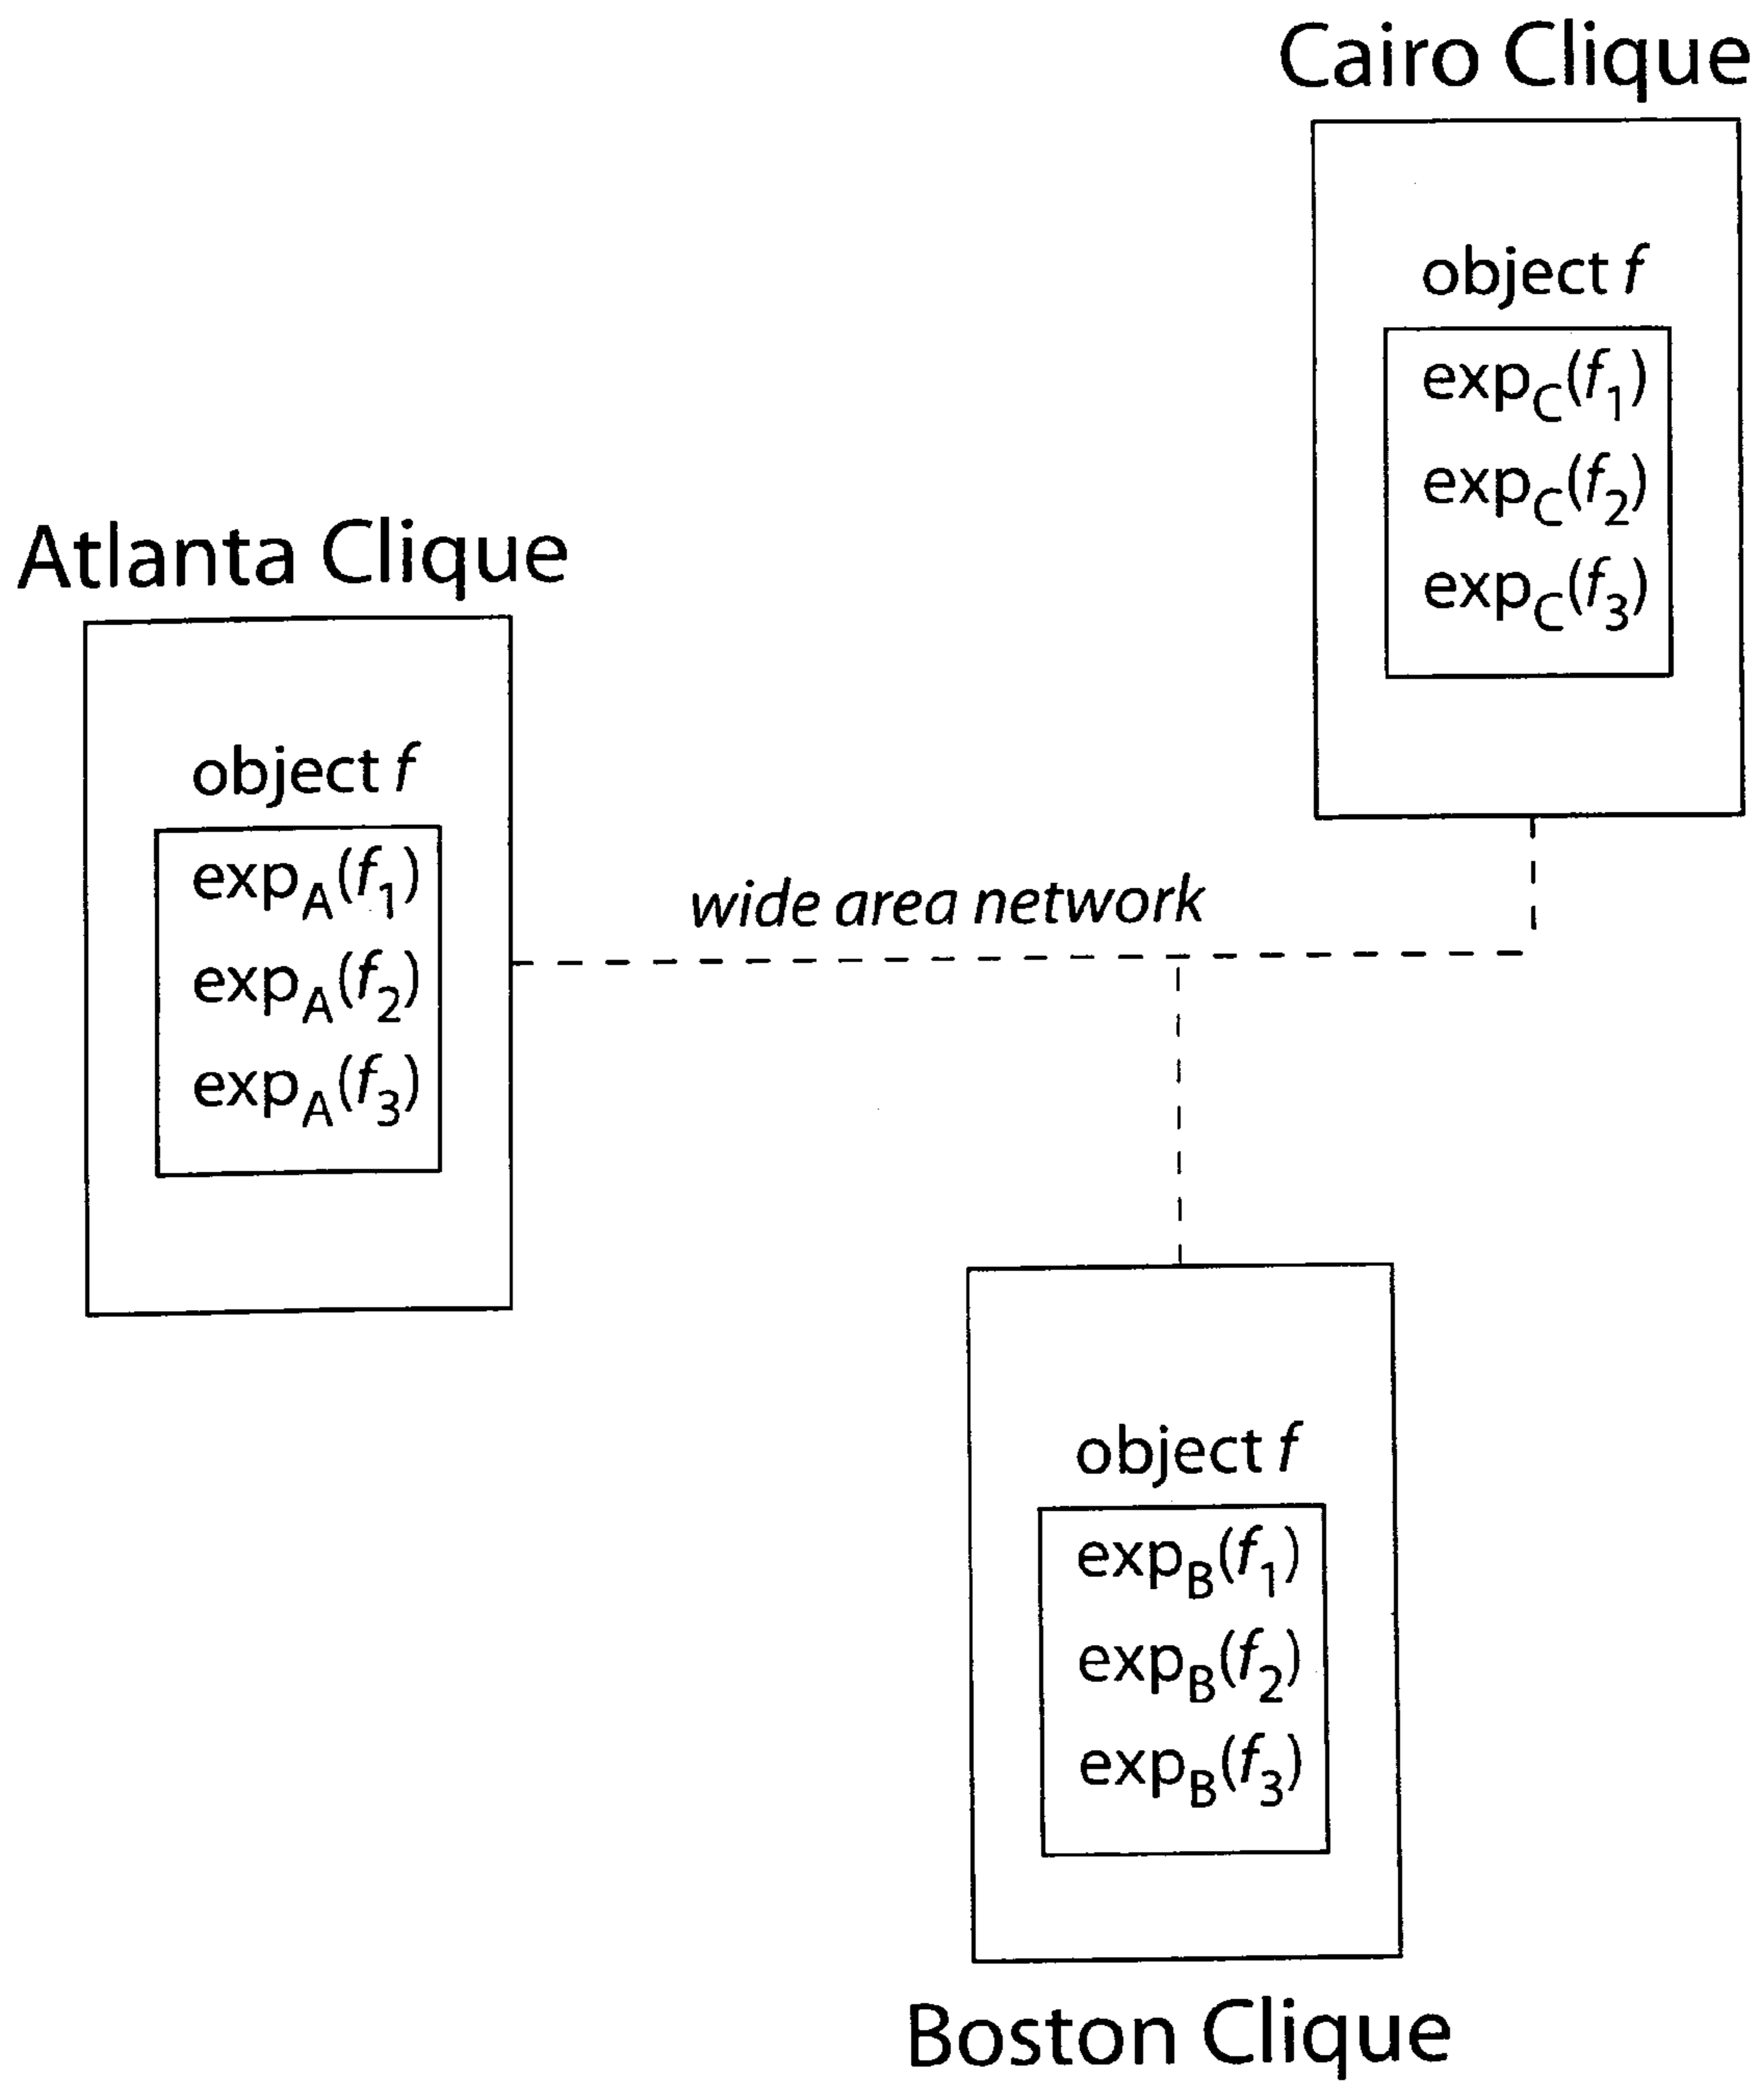 Cairo Clique
object f
exp_C(f_1)
exp_C(f_2)
exp_C(f_3)
Atlanta Clique
object f
exp_A(f_1)
exp_A(f_2)
exp_A(f_3)
wide area network
object f
exp_B(f_1)
exp_B(f_2)
exp_B(f_3)
Boston Clique